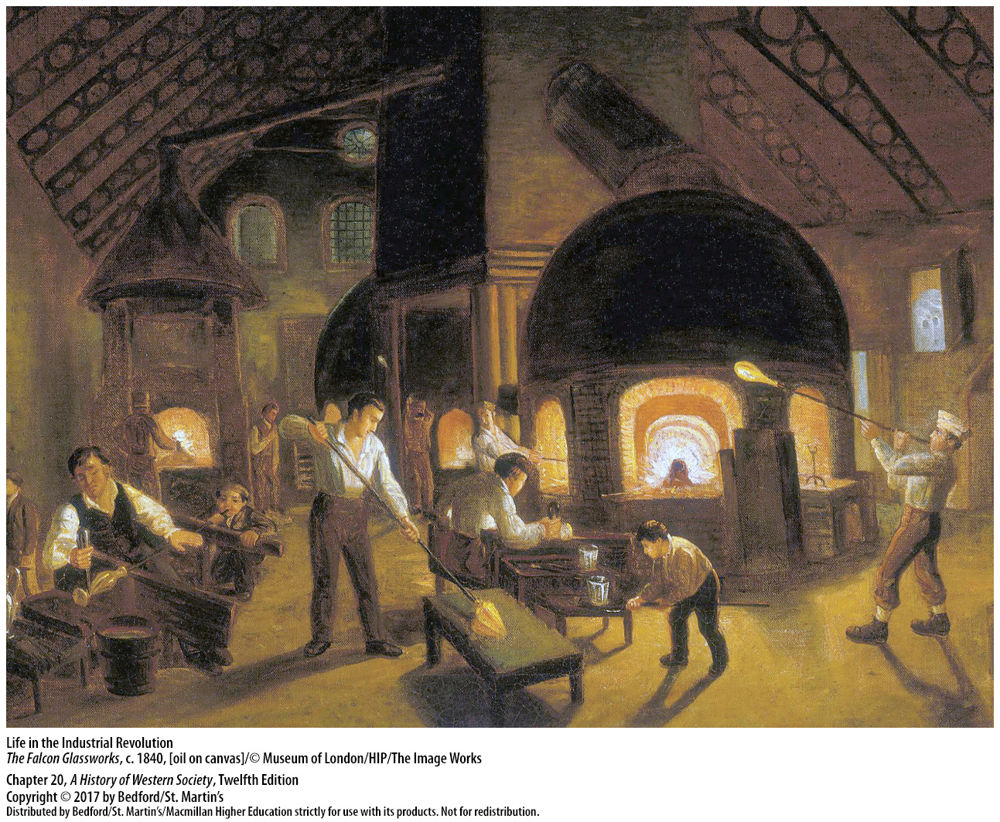 Life in the Industrial Revolution
The Falcon Glassworks, c. 1840, [oil on canvas]/© Museum of London/HIP/The Image Works
Chapter 20, A History of Western Society, Twelfth Edition
Copyright © 2017 by Bedford/St. Martin's
Distributed by Bedford/St. Martin's/Macmillan Higher Education strictly for use with its products. Not for redistribution.